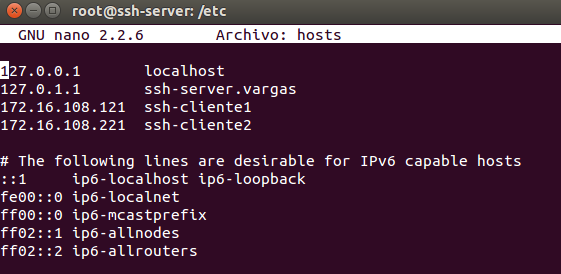 root@ssh-server: /etc
GNU nano 2.2.6 Archivo: hosts
127.0.0.1 localhost
127.0.1.1 ssh-server.vargas
172.16.108.121 ssh-cliente1
172.16.108.221 ssh-cliente2
# The following lines are desirable for IPv6 capable hosts
::1 ip6-localhost ip6-loopback
fe00::0 ip6-localnet
ff00::0 ip6-mcastprefix
ff02::1 ip6-allnodes
ff02::2 ip6-allrouters